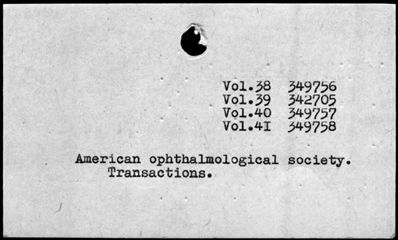 Vol.38 349756
Vol.39 342705
Vol.40 349757
Vol.4I 349758
American ophthalmological society.
Transactions.